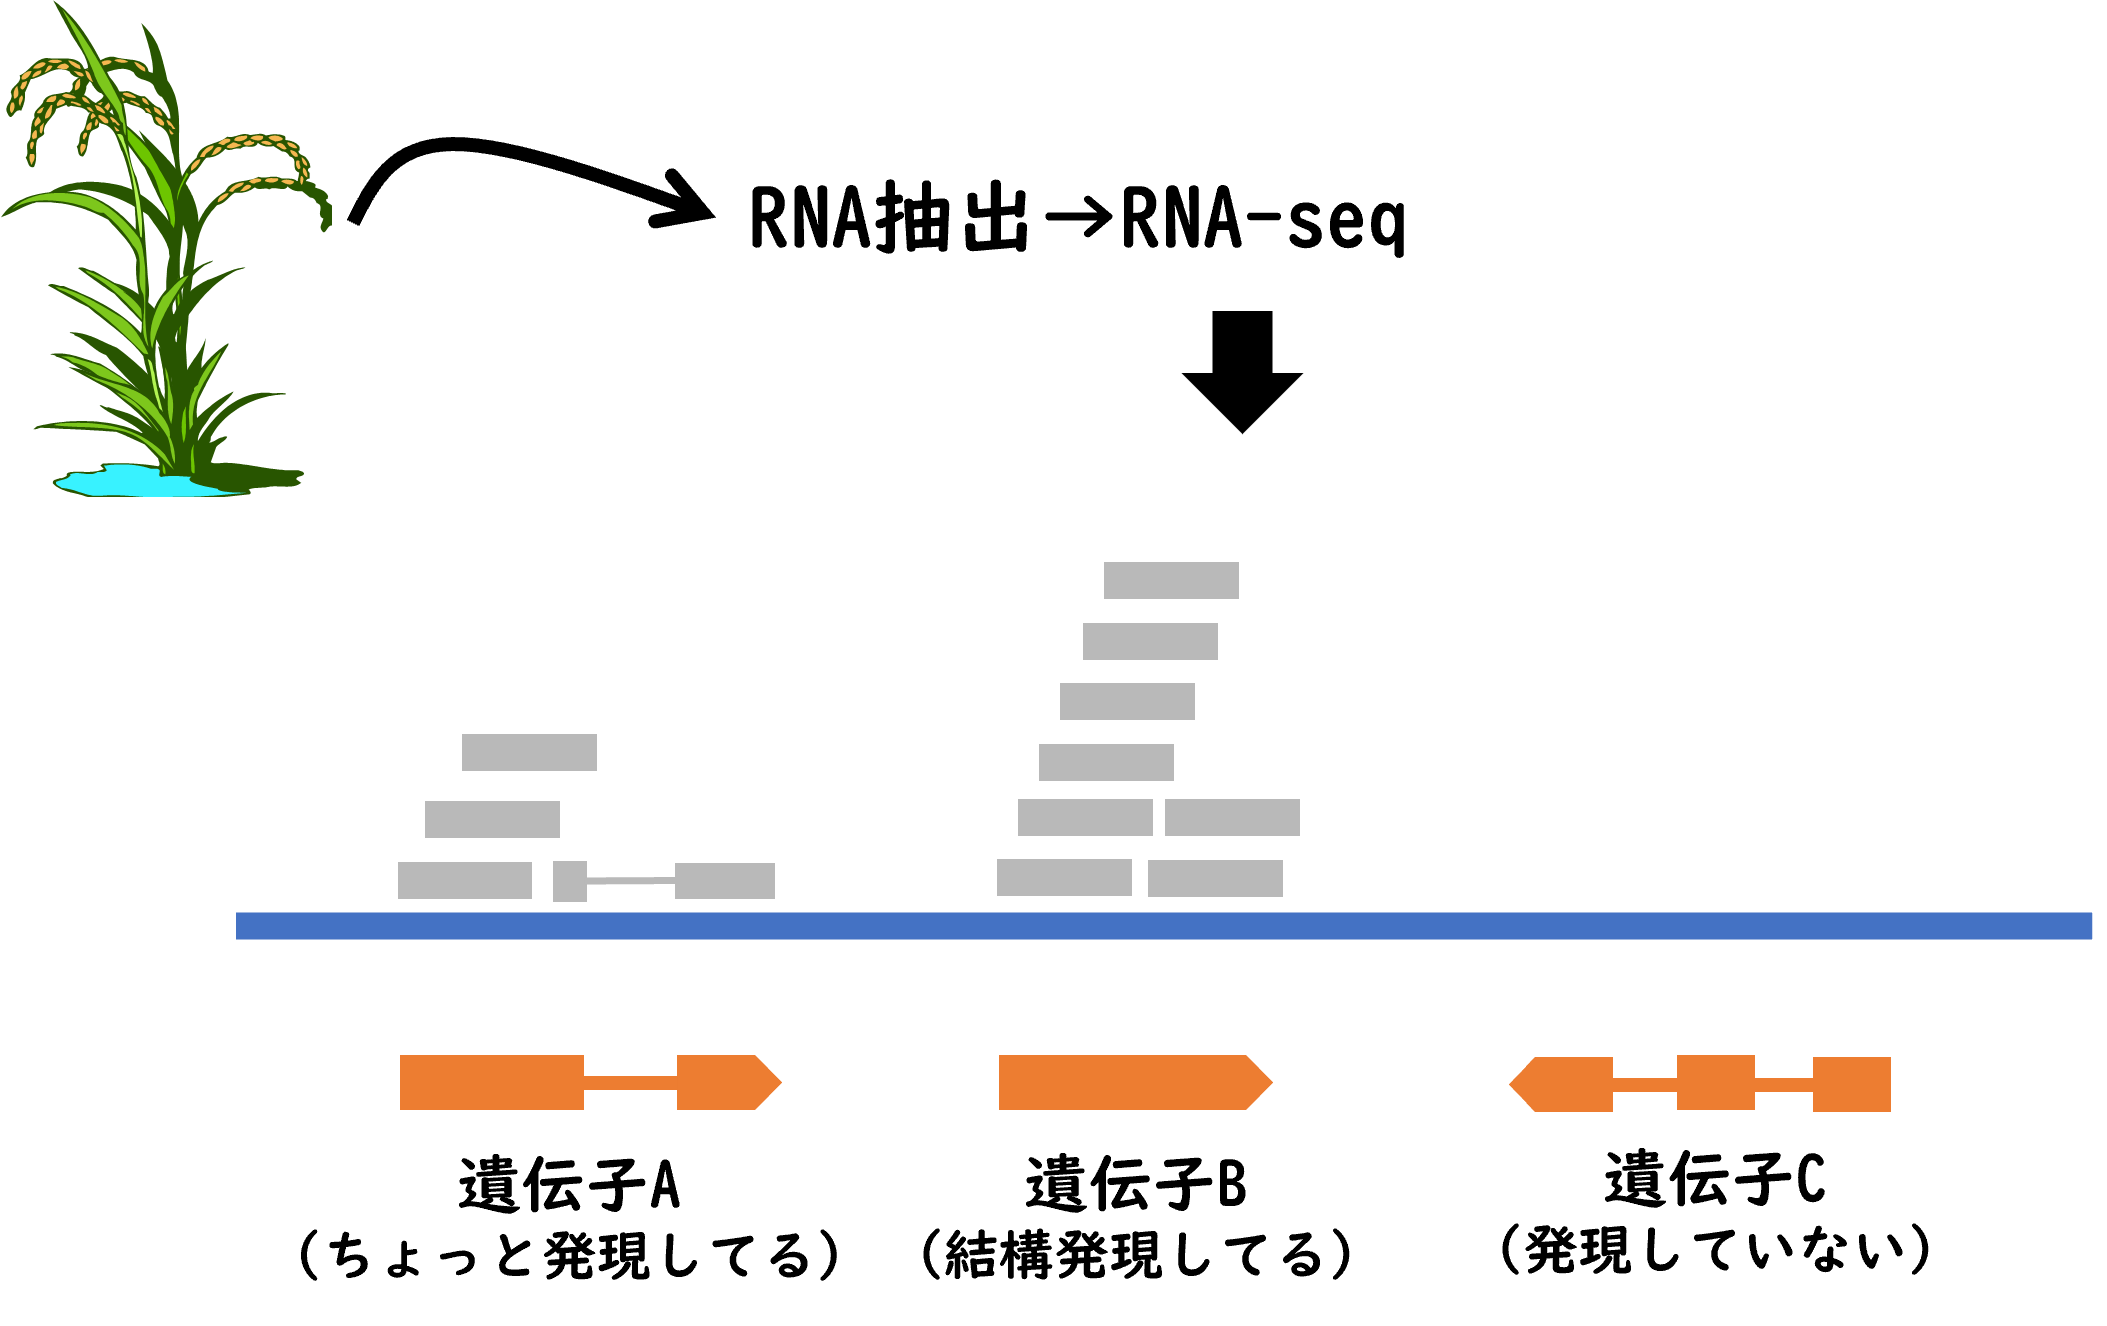 RNA抽出→RNA-seq
遺伝子A
(ちょっと発現してる)
遺伝子B
(結構発現してる)
遺伝子C
(発現していない)